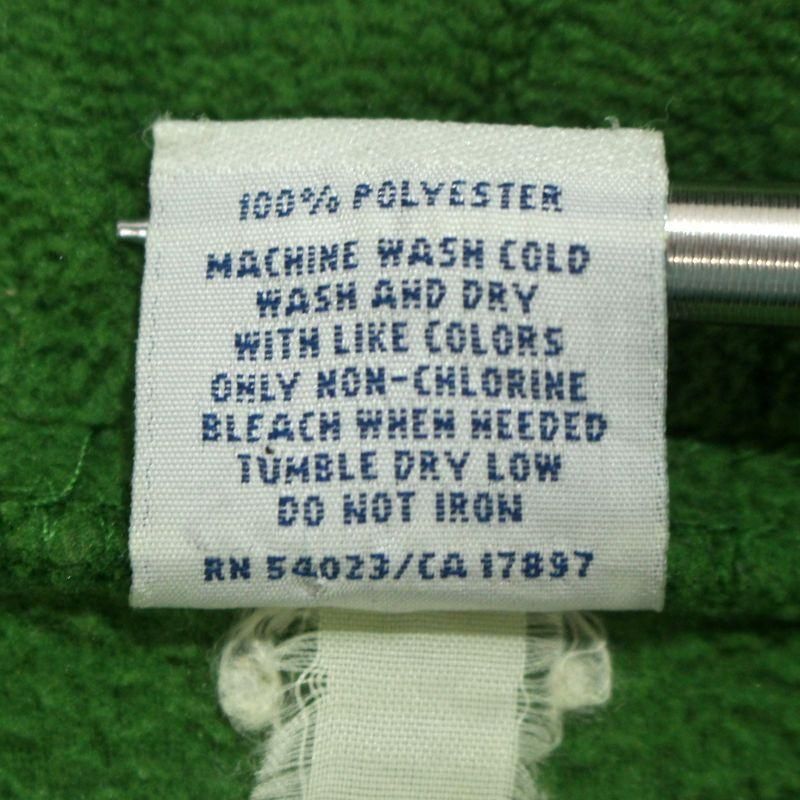 100% POLYESTER
MACHINE WASH COLD
WASH AND DRY
WITH LIKE COLORS
ONLY NON-CHLORINE
BLEACH WHEN NEEDED
TUMBLE DRY LOW
DO NOT IRON
RN 54023/CA 17897